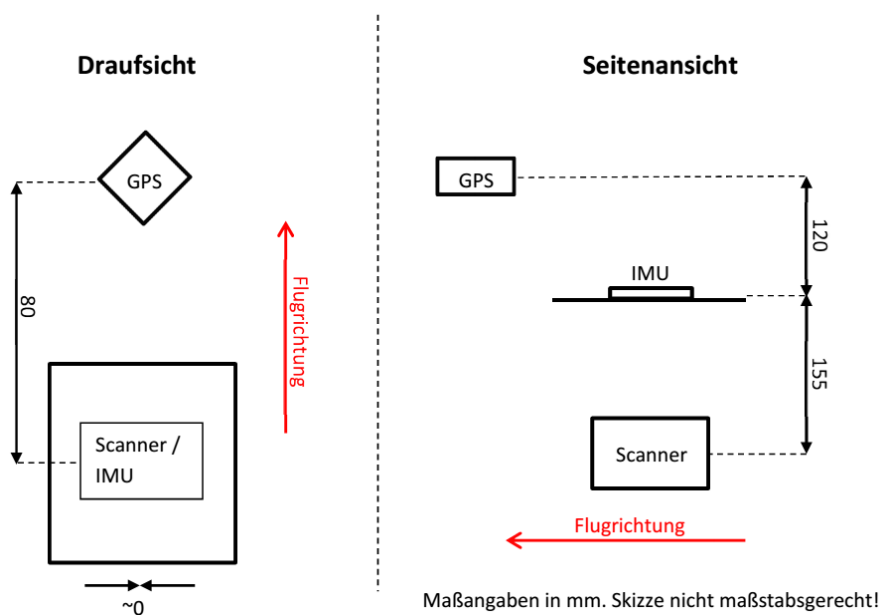 Draufsicht
GPS
80
Flugrichtung
Scanner /
IMU
~0
Seitenansicht
GPS
120
IMU
155
Scanner
Flugrichtung
Maßangaben in mm. Skizze nicht maßstabsgerecht!